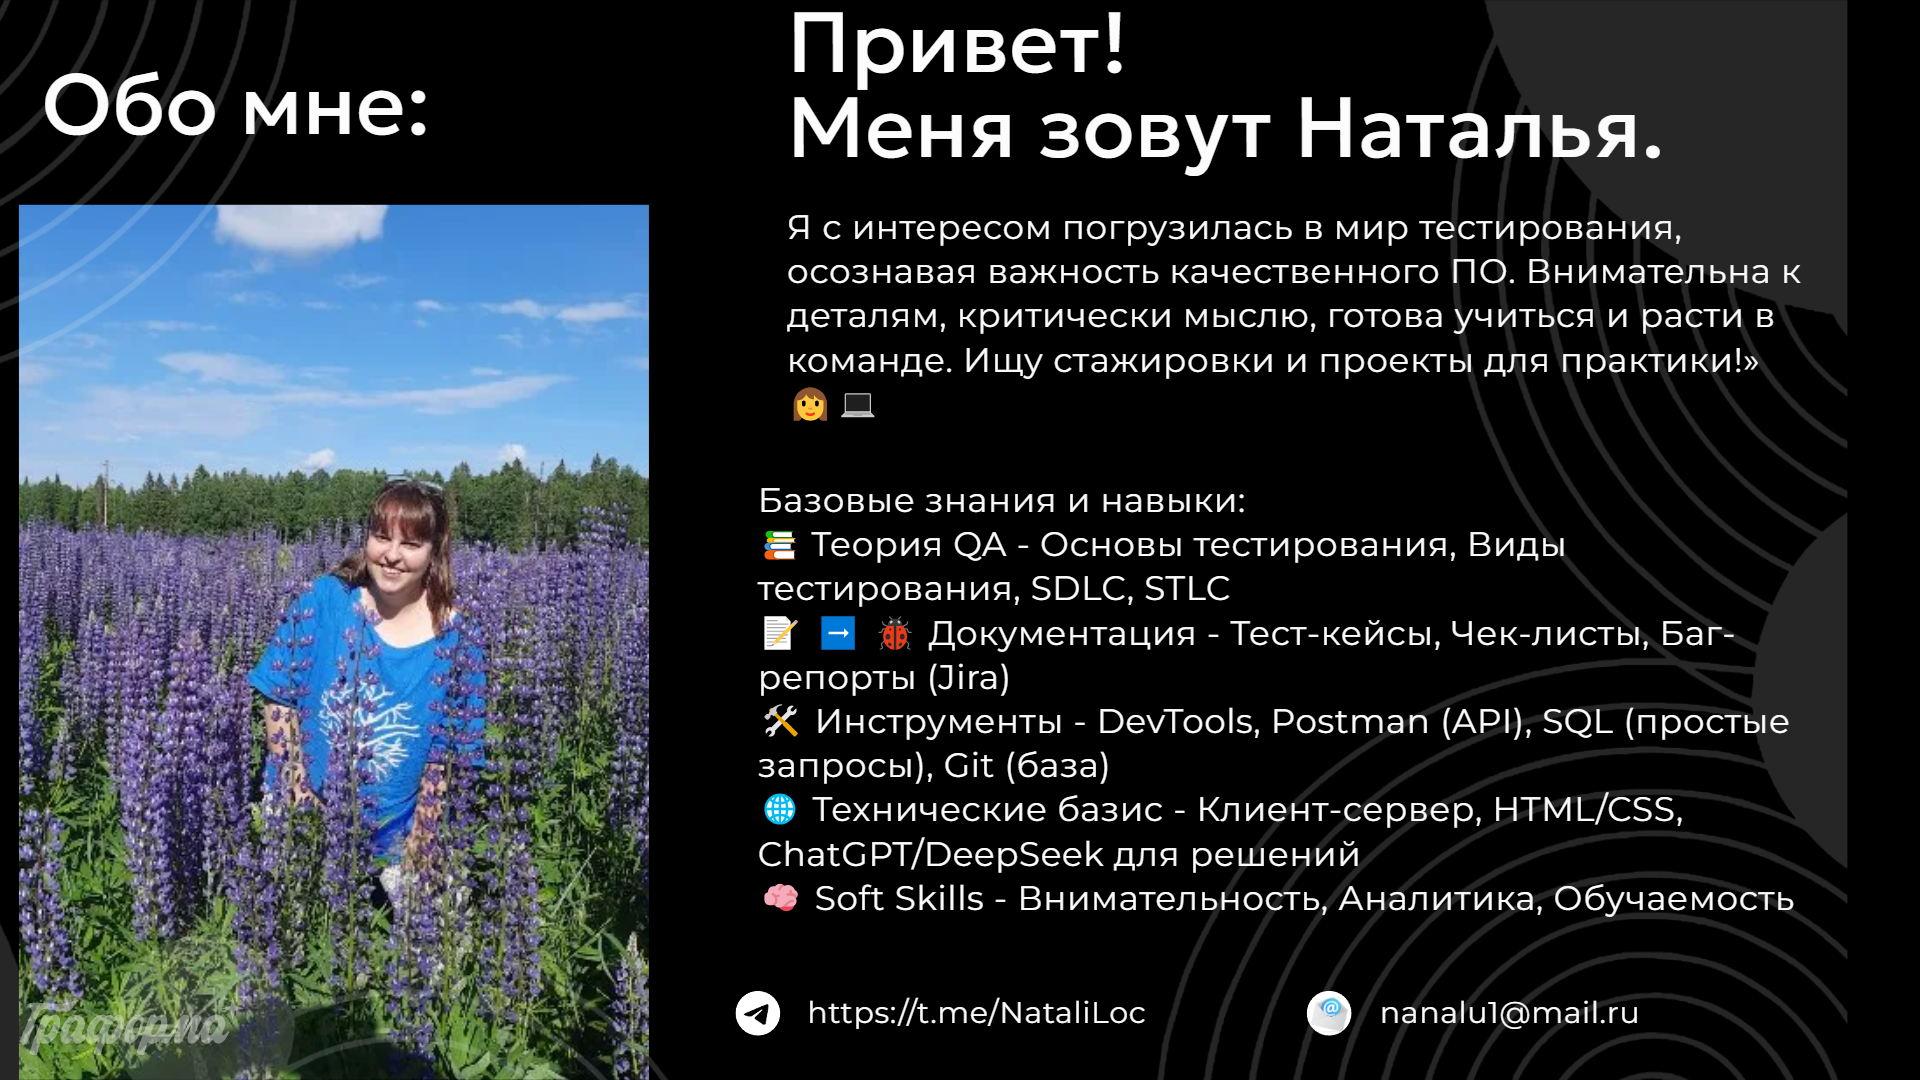 Обо мне:
Привет!
Меня зовут Наталья.
Я с интересом погрузилась в мир тестирования,
осознавая важность качественного ПО. Внимательна к
деталям, критически мыслю, готова учиться и расти в
команде. Ищу стажировки и проекты для практики!»
Базовые знания и навыки:
Теория QA - Основы тестирования, Виды
тестирования, SDLC, STLC
Документация - Тест-кейсы, Чек-листы, Баг-
репорты (Jira)
Инструменты - DevTools, Postman (API), SQL (простые
запросы), Git (база)
Технические базис - Клиент-сервер, HTML/CSS,
ChatGPT/DeepSeek для решений
Soft Skills - Внимательность, Аналитика, Обучаемость
https://t.me/NataliLoc
nanalu1@mail.ru